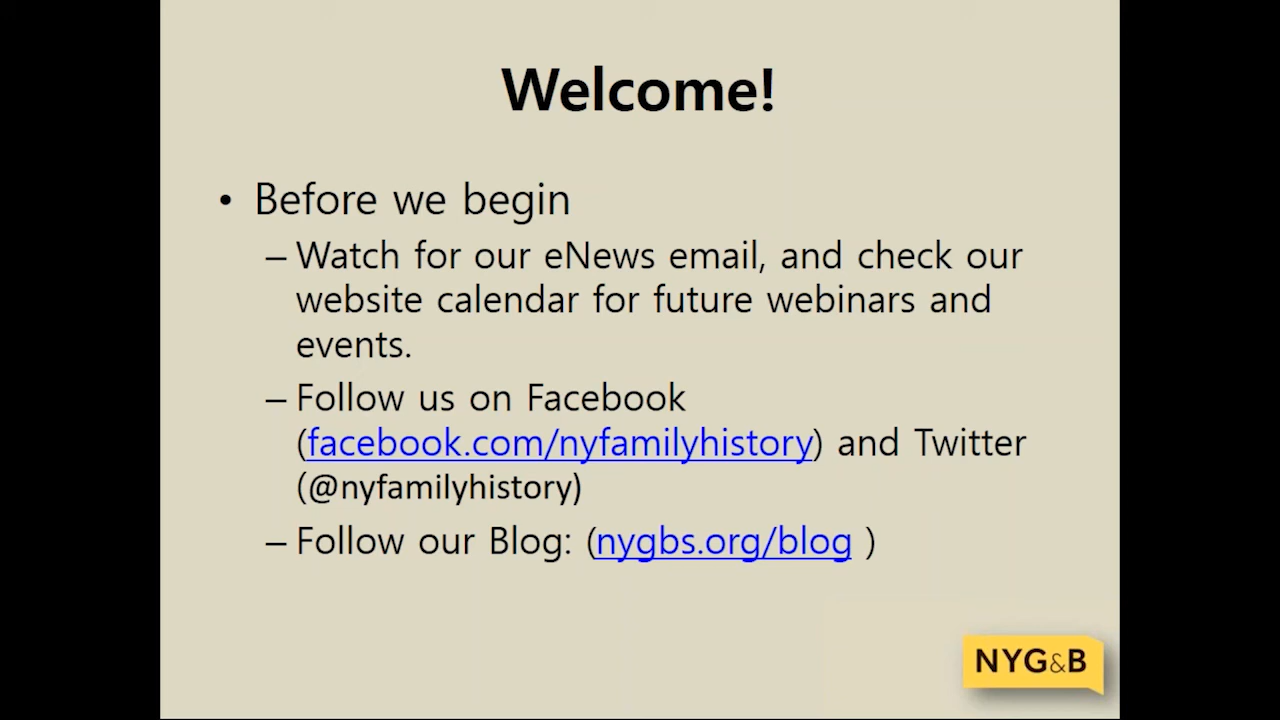 Welcome!
• Before we begin
– Watch for our eNews email, and check our
website calendar for future webinars and
events.
– Follow us on Facebook
(facebook.com/nyfamilyhistory) and Twitter
(@nyfamilyhistory)
– Follow our Blog: (nygbs.org/blog )
NYG&B